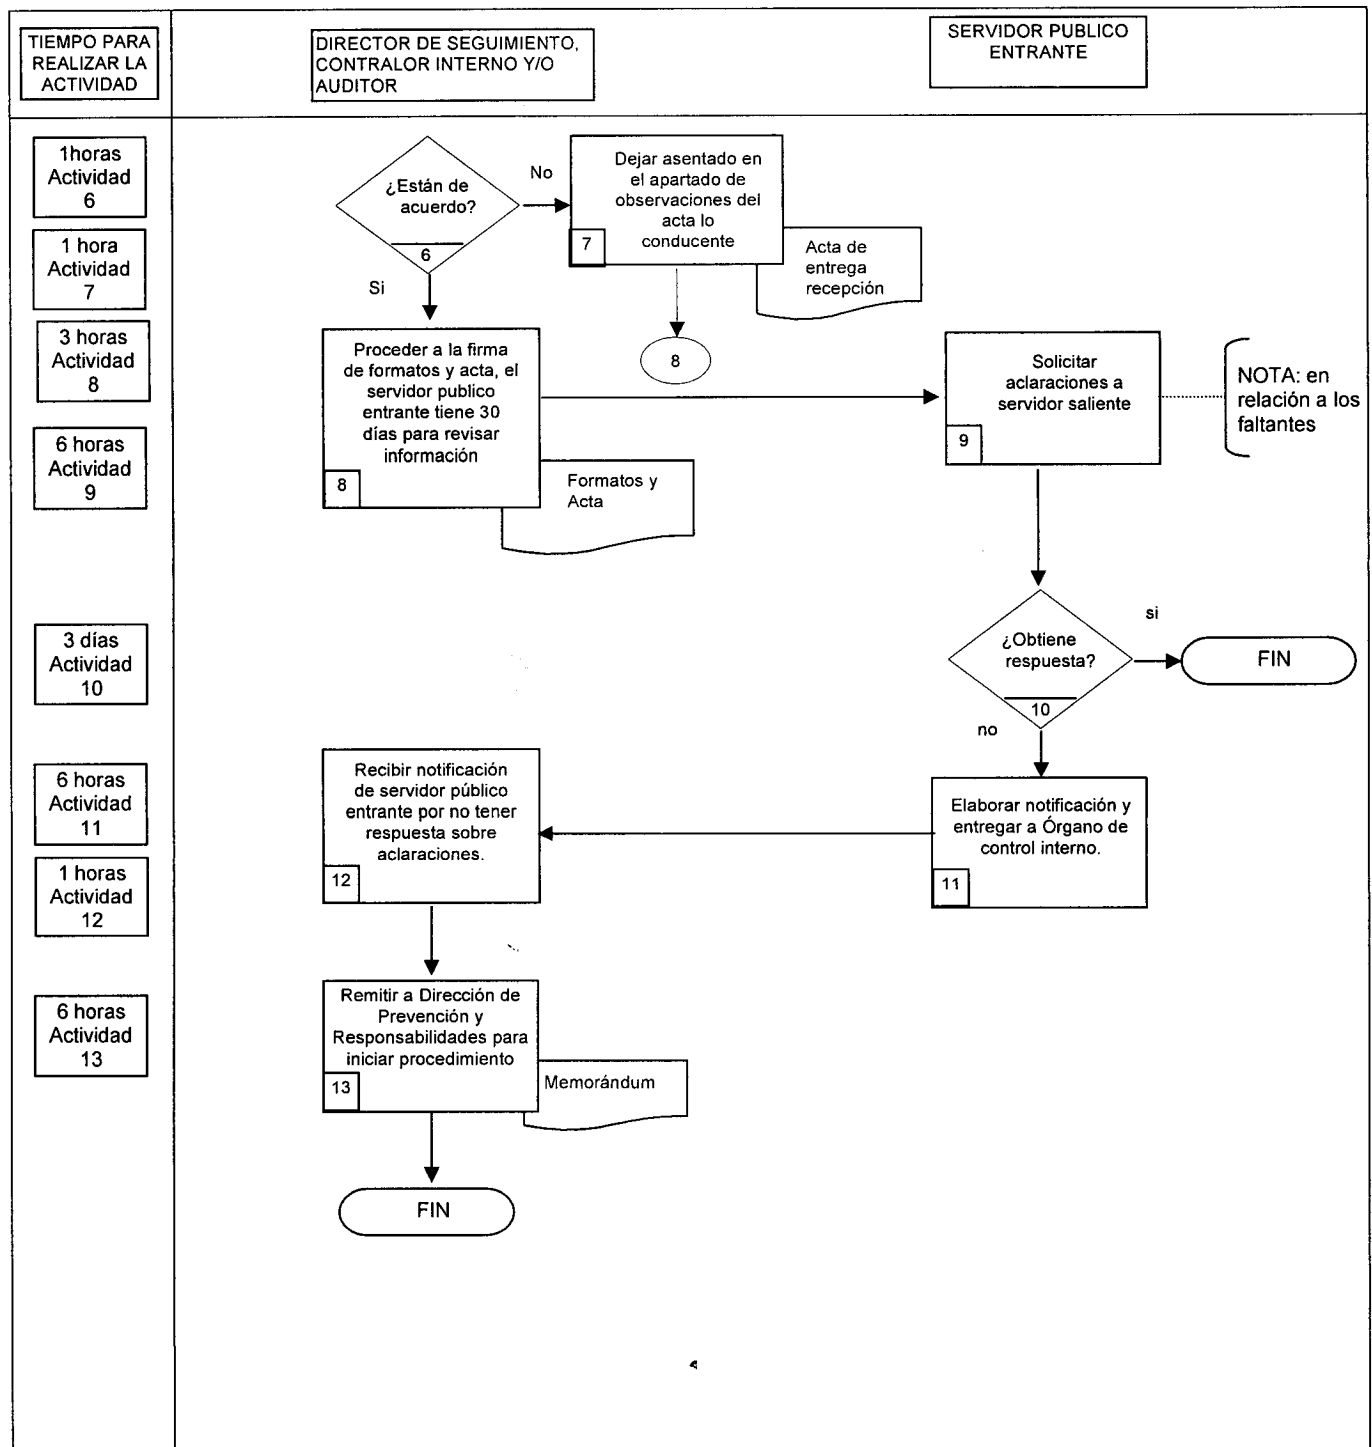 TIEMPO PARA
REALIZAR LA
ACTIVIDAD
DIRECTOR DE SEGUIMIENTO,
CONTRALOR INTERNO Y/O
AUDITOR
SERVIDOR PUBLICO
ENTRANTE
1horas
Actividad
6
¿Están de
acuerdo?
6
No
Si
Dejar asentado en
el apartado de
observaciones del
acta lo
conducente
7
Acta de
entrega
recepción
1 hora
Actividad
7
8
3 horas
Actividad
8
Proceder a la firma
de formatos y acta, el
servidor publico
entrante tiene 30
días para revisar
información
8
Formatos y
Acta
Solicitar
aclaraciones a
servidor saliente
9
NOTA: en
relación a los
faltantes
6 horas
Actividad
9
3 días
Actividad
10
¿Obtiene
respuesta?
10
si
FIN
no
6 horas
Actividad
11
Elaborar notificación y
entregar a Órgano de
control interno.
11
Recibir notificación
de servidor público
entrante por no tener
respuesta sobre
aclaraciones.
12
1 horas
Actividad
12
6 horas
Actividad
13
Remitir a Dirección de
Prevención y
Responsabilidades para
iniciar procedimiento
13
Memorándum
FIN